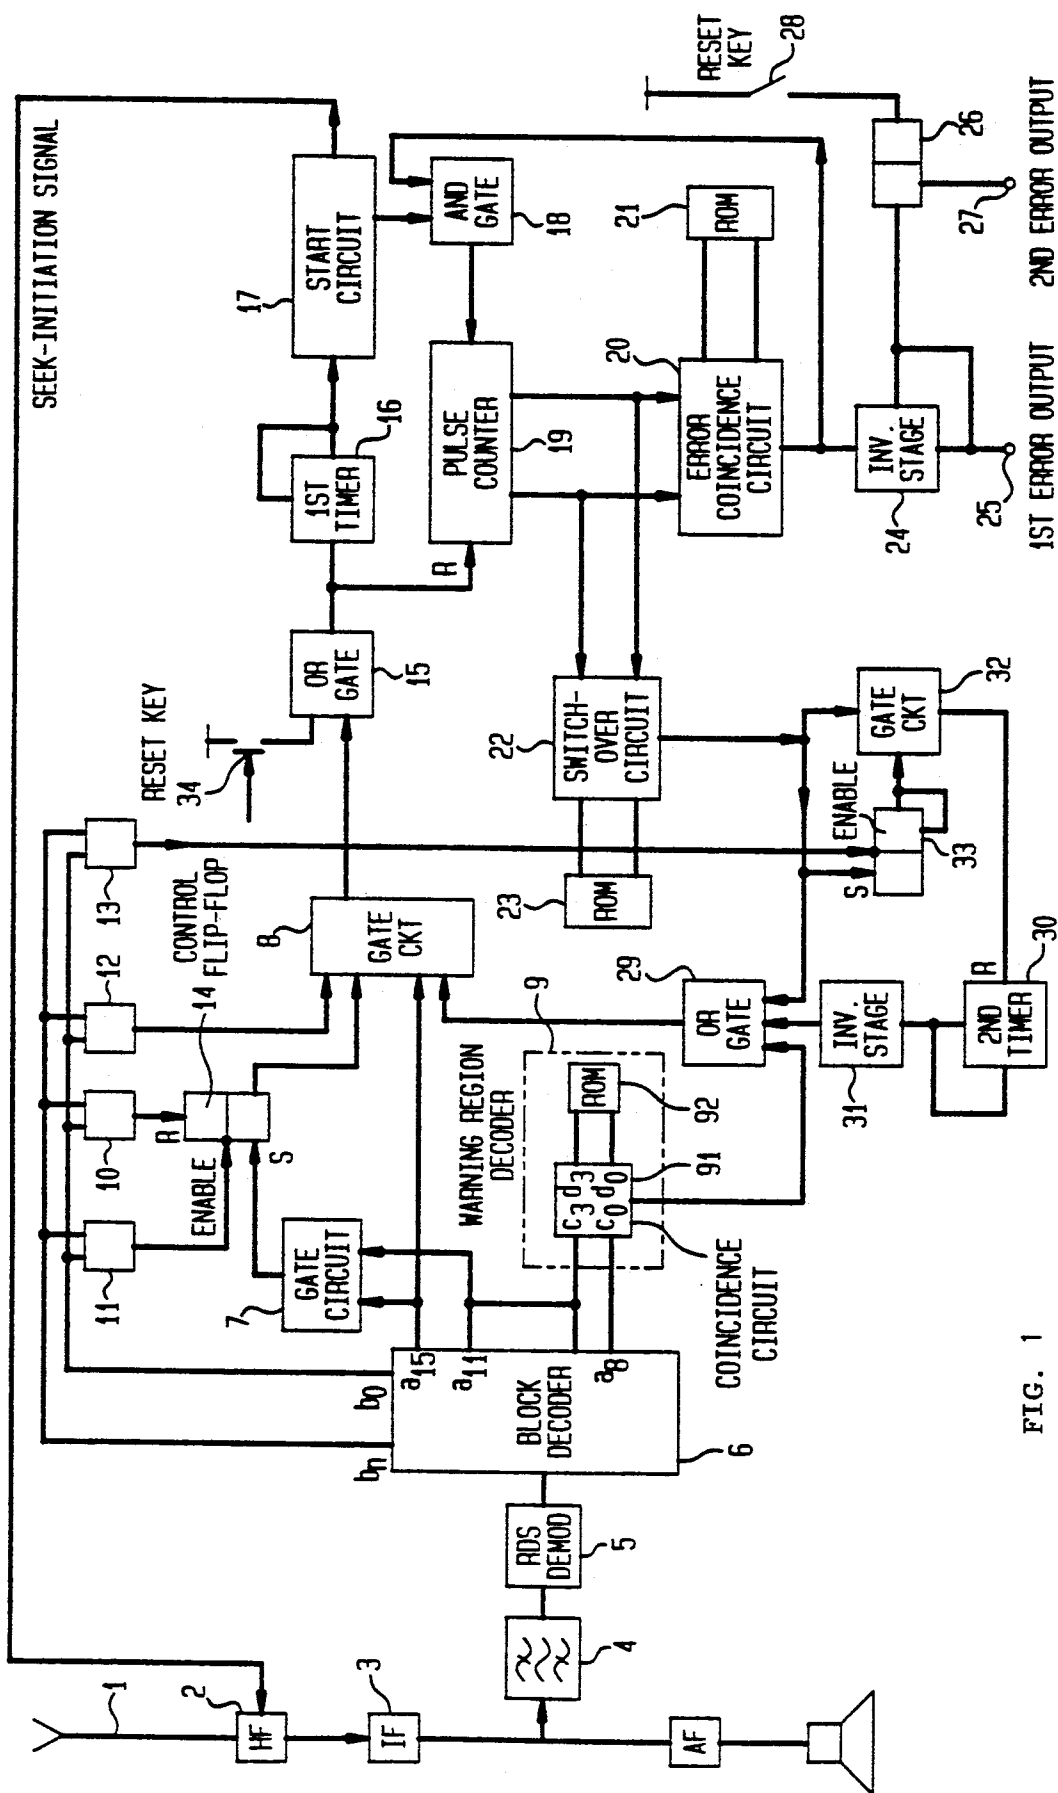 SEEK-INITIATION SIGNAL
1
2
HF
3
IF
AF
4
RDS
DEMOD
5
BLOCK
DECODER
6
bn
b0
a15
a11
a8
GATE
CIRCUIT
7
11
10
12
13
ENABLE
R
S
14
CONTROL
FLIP-FLOP
8
GATE
CKT
RESET KEY
34
OR
GATE
15
1ST
TIMER
16
17
START
CIRCUIT
AND
GATE
18
R
PULSE
COUNTER
19
20
ERROR
COINCIDENCE
CIRCUIT
21
ROM
22
SWITCH-
OVER
CIRCUIT
23
ROM
WARNING REGION
DECODER
9
c3 d3
c0 d0
ROM
92
91
COINCIDENCE
CIRCUIT
29
OR
GATE
INV.
STAGE
31
2ND
TIMER
30
R
S
ENABLE
33
GATE
CKT
32
INV.
STAGE
24
25
1ST ERROR OUTPUT
26
27
2ND ERROR OUTPUT
RESET
KEY
28
FIG. 1